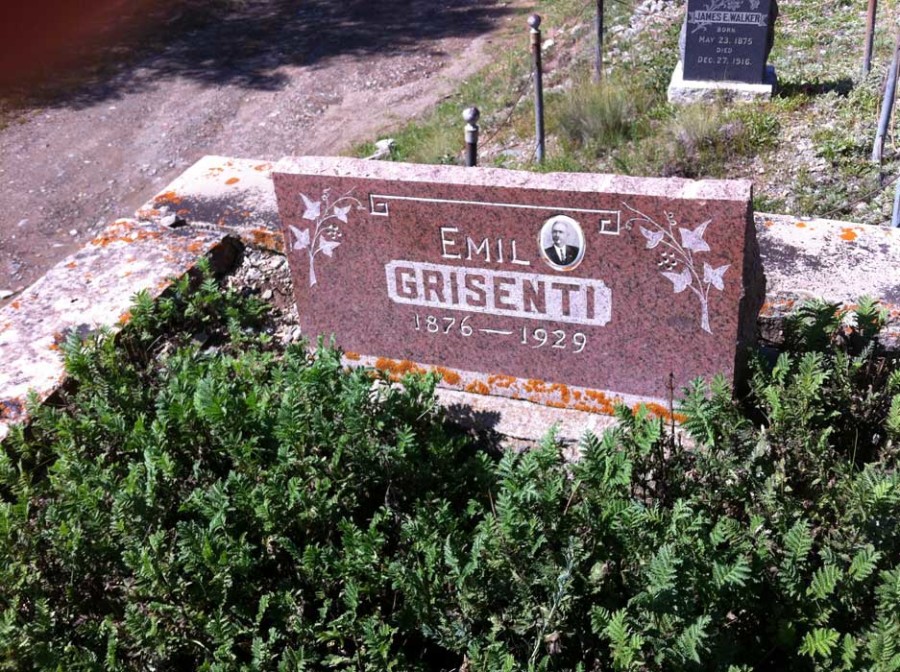 JAMES E. WALKER
BORN
MAY 23. 1875
DIED
DEC. 27, 1916.
EMIL
GRISENTI
1876 — 1929